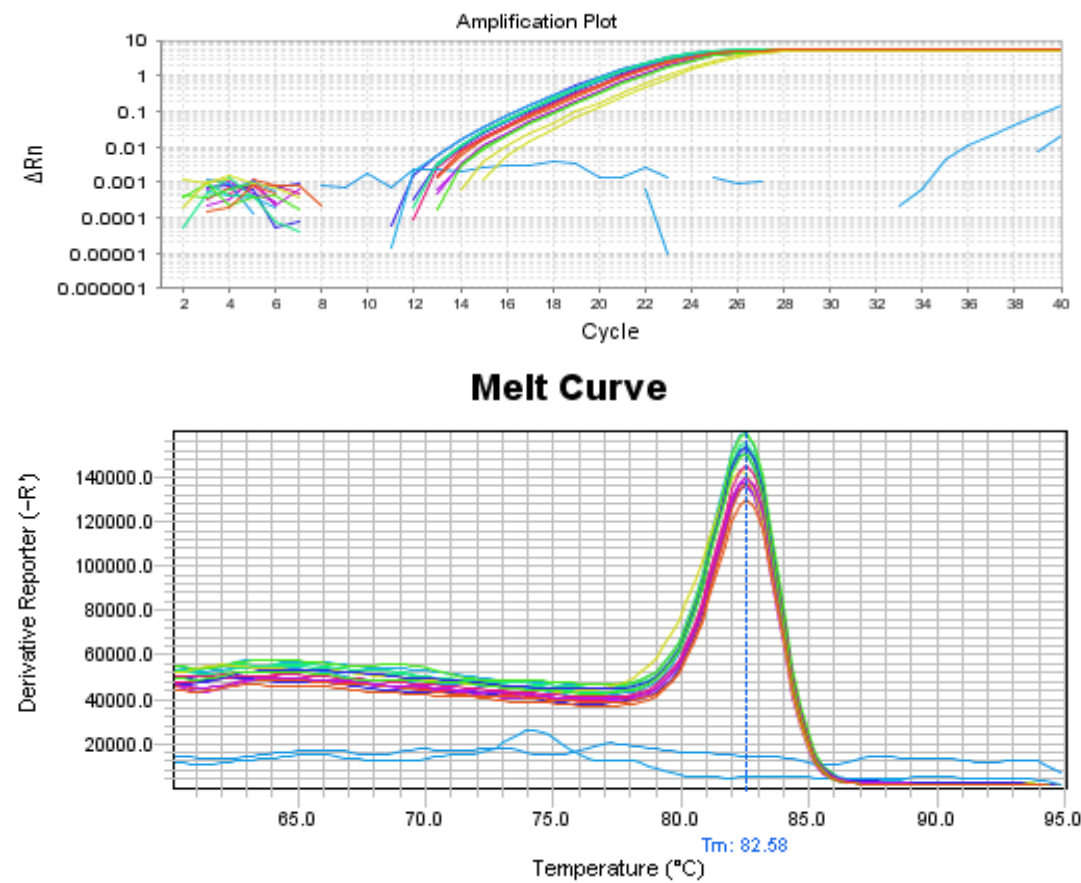 Amplification Plot
10
1
0.1
0.01
0.001
0.0001
0.00001
0.000001
ΔRn
2 4 6 8 10 12 14 16 18 20 22 24 26 28 30 32 34 36 38 40
Cycle
Melt Curve
140000.0
120000.0
100000.0
80000.0
60000.0
40000.0
20000.0
Derivative Reporter (-R')
65.0 70.0 75.0 80.0 85.0 90.0 95.0
Tm: 82.58
Temperature (°C)